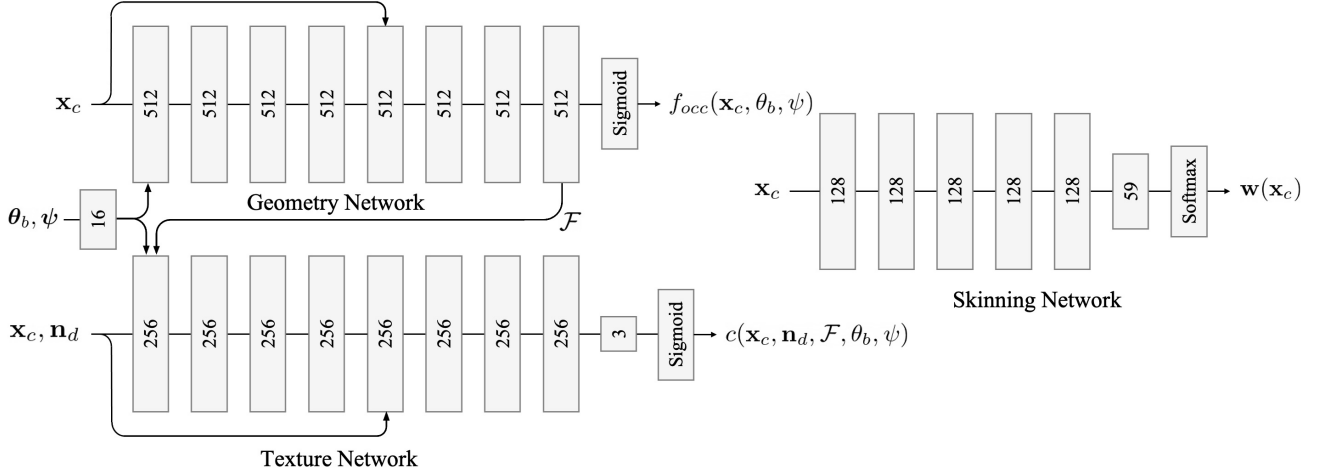 𝐱_c
512 512 512 512 512 512 512 512
Sigmoid
f_{occ}(𝐱_c, θ_b, ψ)
Geometry Network
𝜽_b, 𝝍
16
ℱ
𝐱_c, 𝐧_d
256 256 256 256 256 256 256 256
3
Sigmoid
c(𝐱_c, 𝐧_d, ℱ, θ_b, ψ)
Texture Network
𝐱_c
128 128 128 128 128
59
Softmax
𝐰(𝐱_c)
Skinning Network